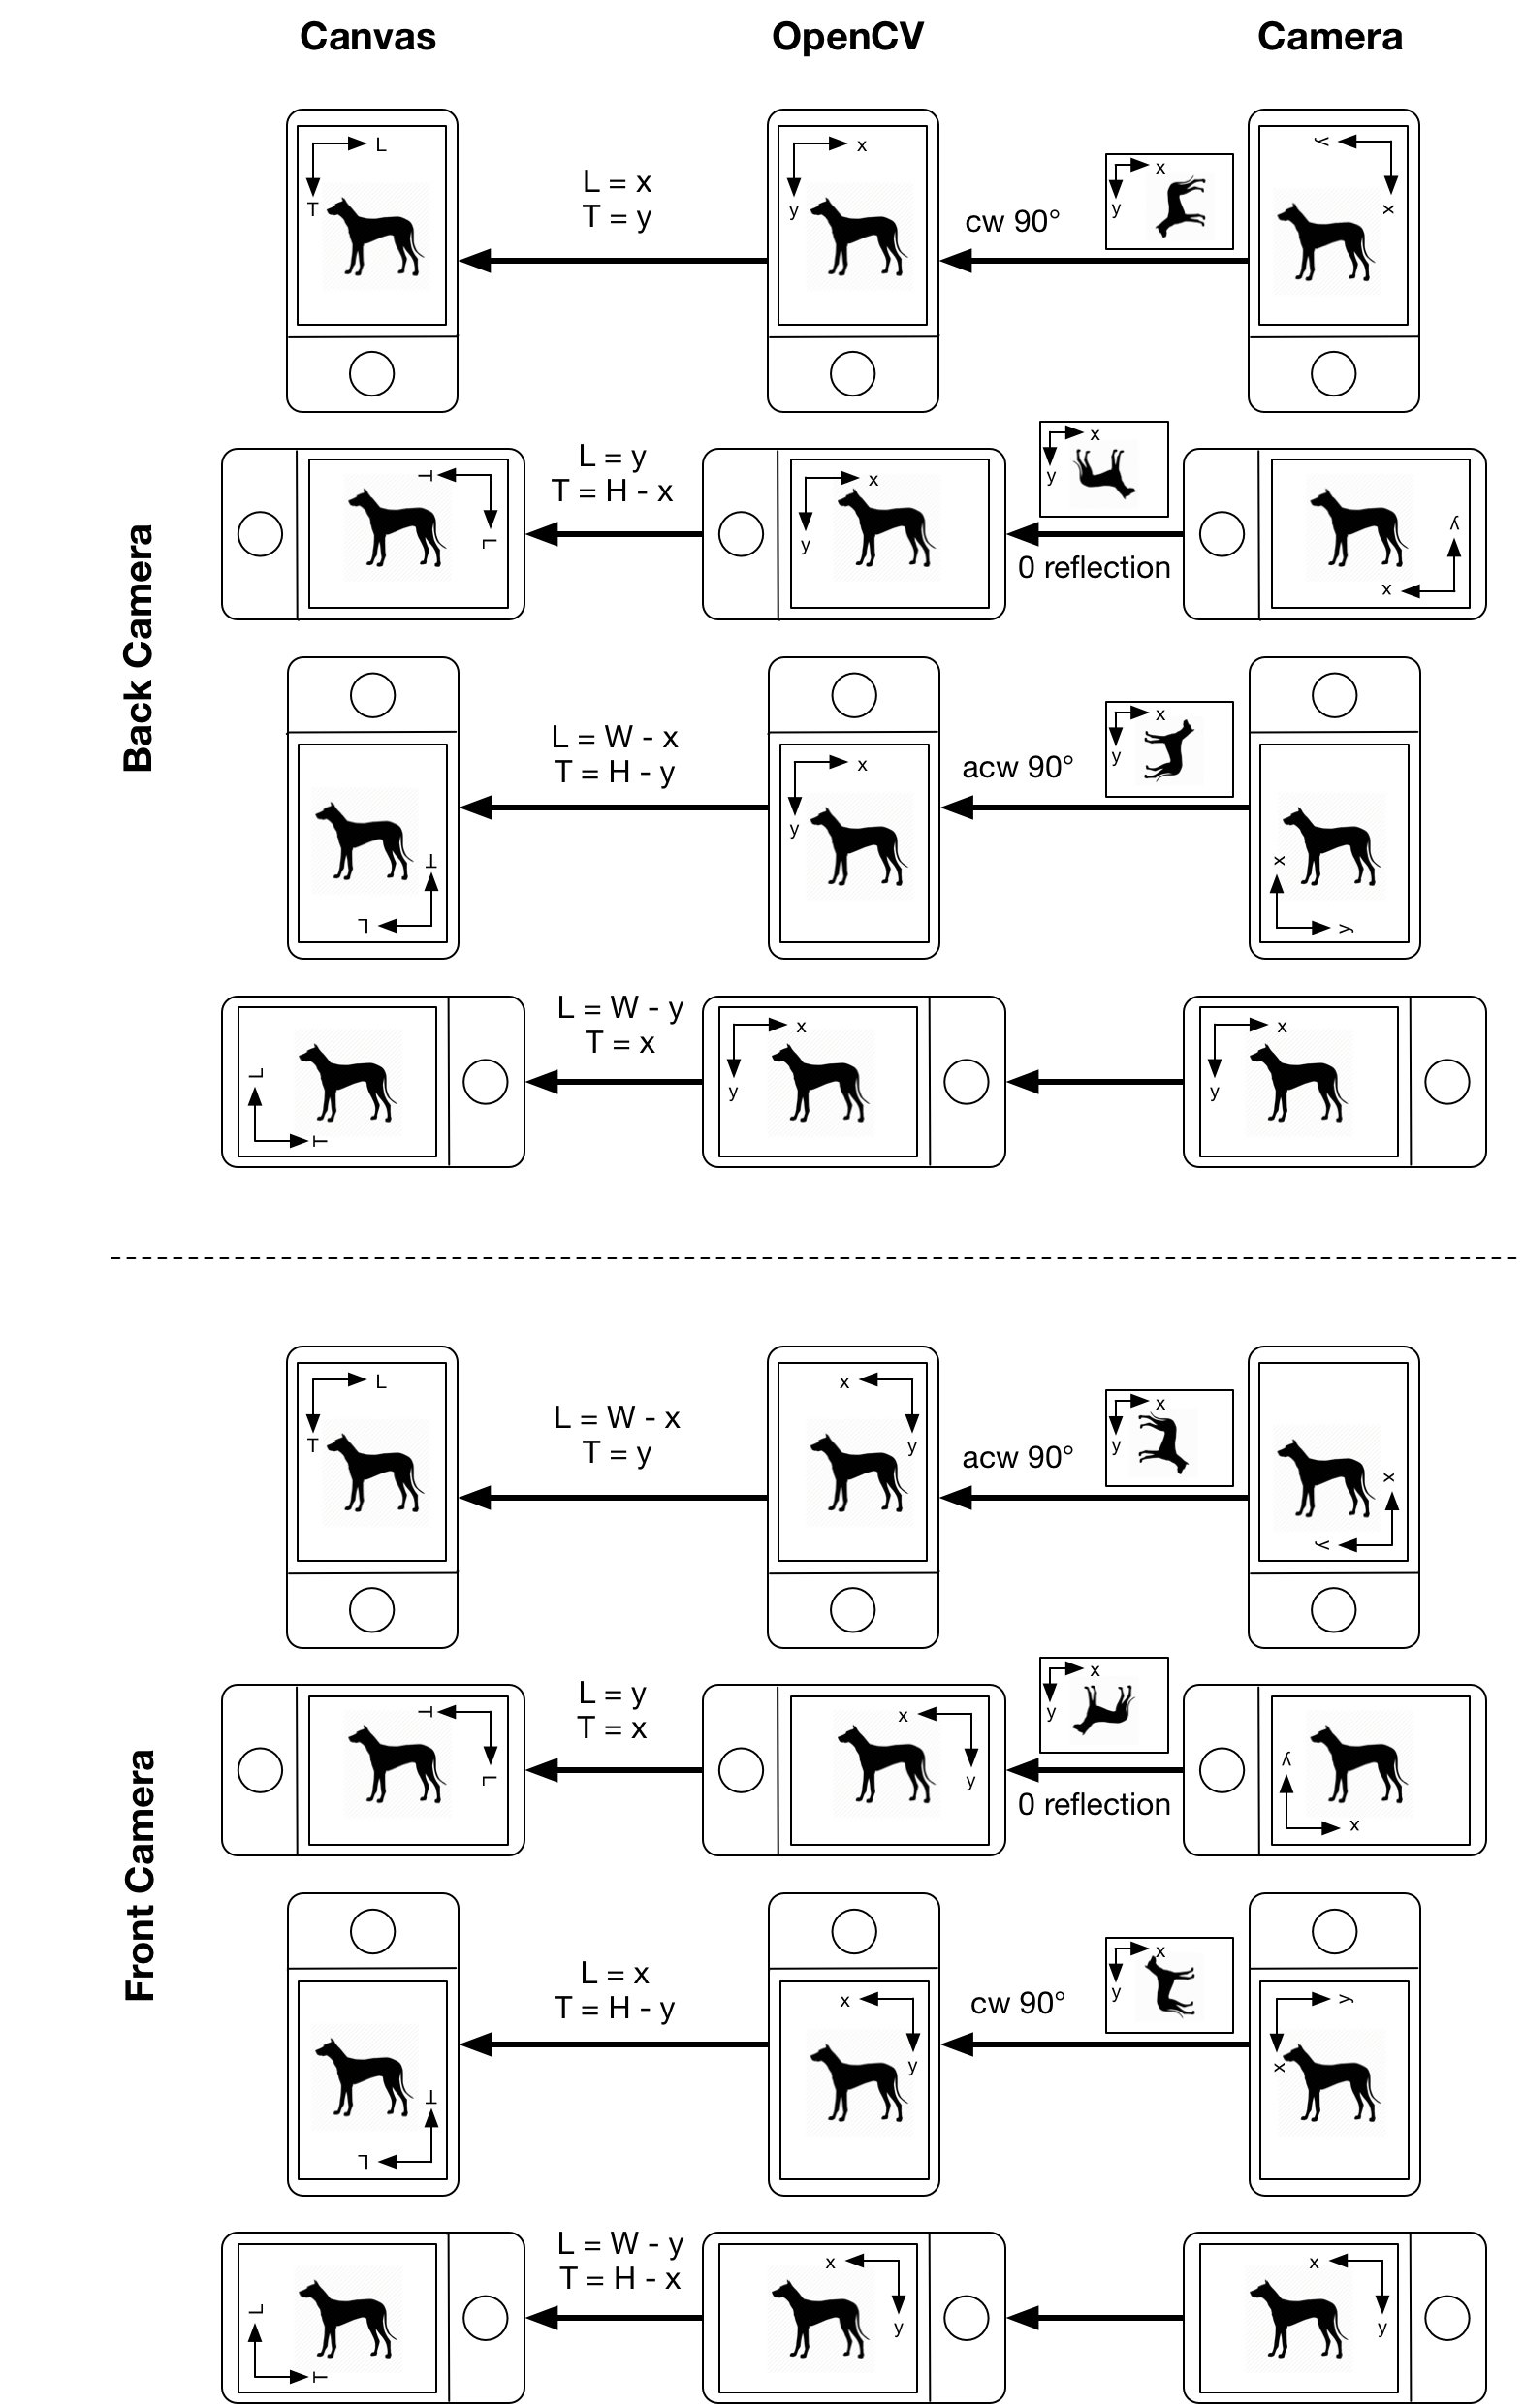 Canvas OpenCV Camera
Back Camera
L
T
L = x
T = y
x
y
cw 90°
x
y
y
x
T
L
L = y
T = H - x
x
y
x
y
0 reflection
y
x
T
L
L = W - x
T = H - y
x
y
acw 90°
x
y
x
y
L
T
L = W - y
T = x
x
y
x
y
Front Camera
L
T
L = W - x
T = y
x
y
acw 90°
x
y
x
y
T
L
L = y
T = x
x
y
x
y
0 reflection
y
x
T
L
L = x
T = H - y
x
y
cw 90°
x
y
y
x
L
T
L = W - y
T = H - x
x
y
x
y